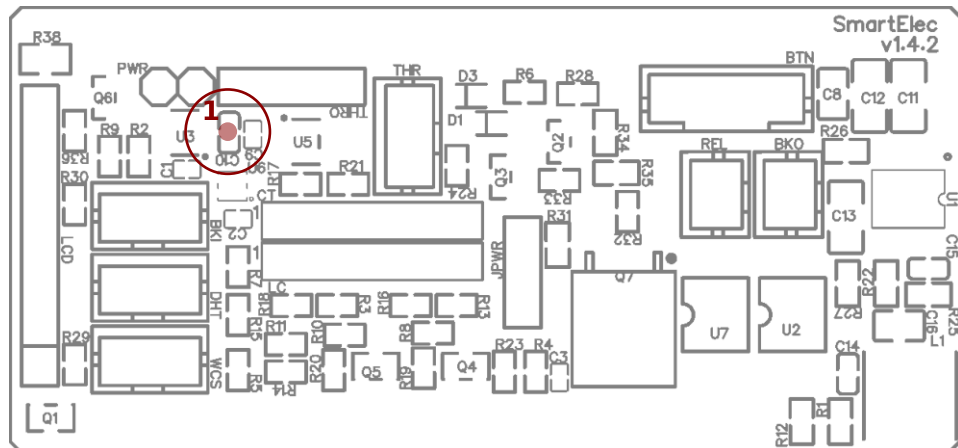 SmartElec
v1.4.2
R38
PWR
THR
D3
R6
R28
BTN
Q6
1
THRO
C8
C12
C11
R36
R9
R2
U3
C10
U5
D1
Q2
R34
R26
C1
R17
R21
R24
Q3
R33
R35
REL
BKO
R30
CT
1
C2
BKI
R31
R32
C13
U1
LCD
1
R7
LC
JPWR
Q7
C15
DHT
R18
R3
R16
R13
R27
R22
R25
R15
R11
R10
R8
U7
U2
C16
L1
R29
WCS
R5
R14
R20
Q5
R19
Q4
R23
R4
C3
C14
Q1
R12
R1